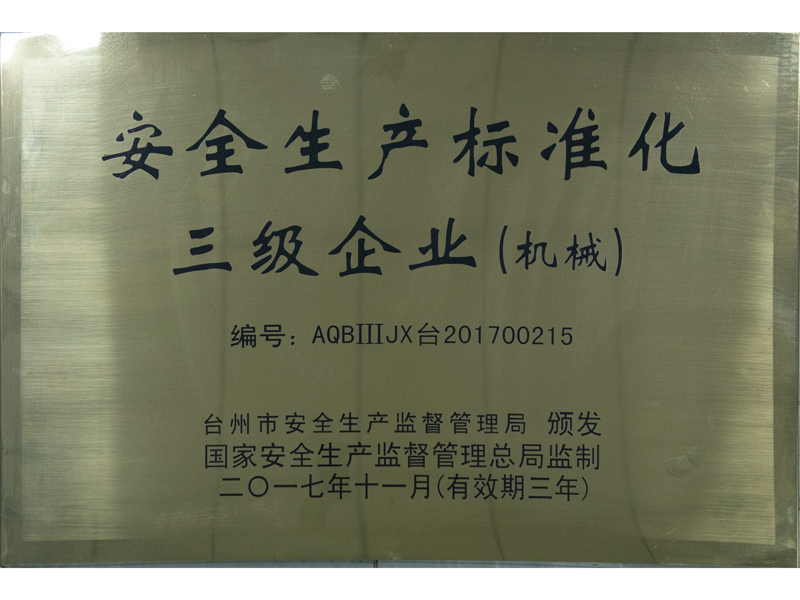 安全生产标准化
三级企业(机械)
编号：AQBⅢJX台201700215
台州市安全生产监督管理局 颁发
国家安全生产监督管理总局监制
二〇一七年十一月(有效期三年)